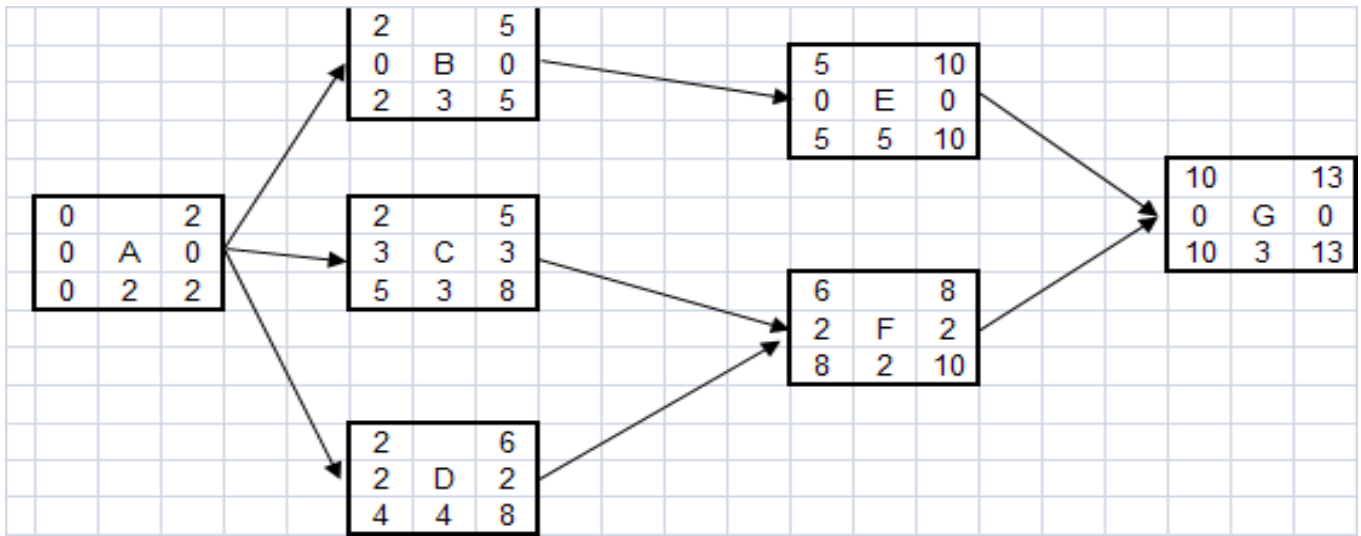 2 5
0 B 0
2 3 5
5 10
0 E 0
5 5 10
10 13
0 G 0
10 3 13
0 2
0 A 0
0 2 2
2 5
3 C 3
5 3 8
6 8
2 F 2
8 2 10
2 6
2 D 2
4 4 8